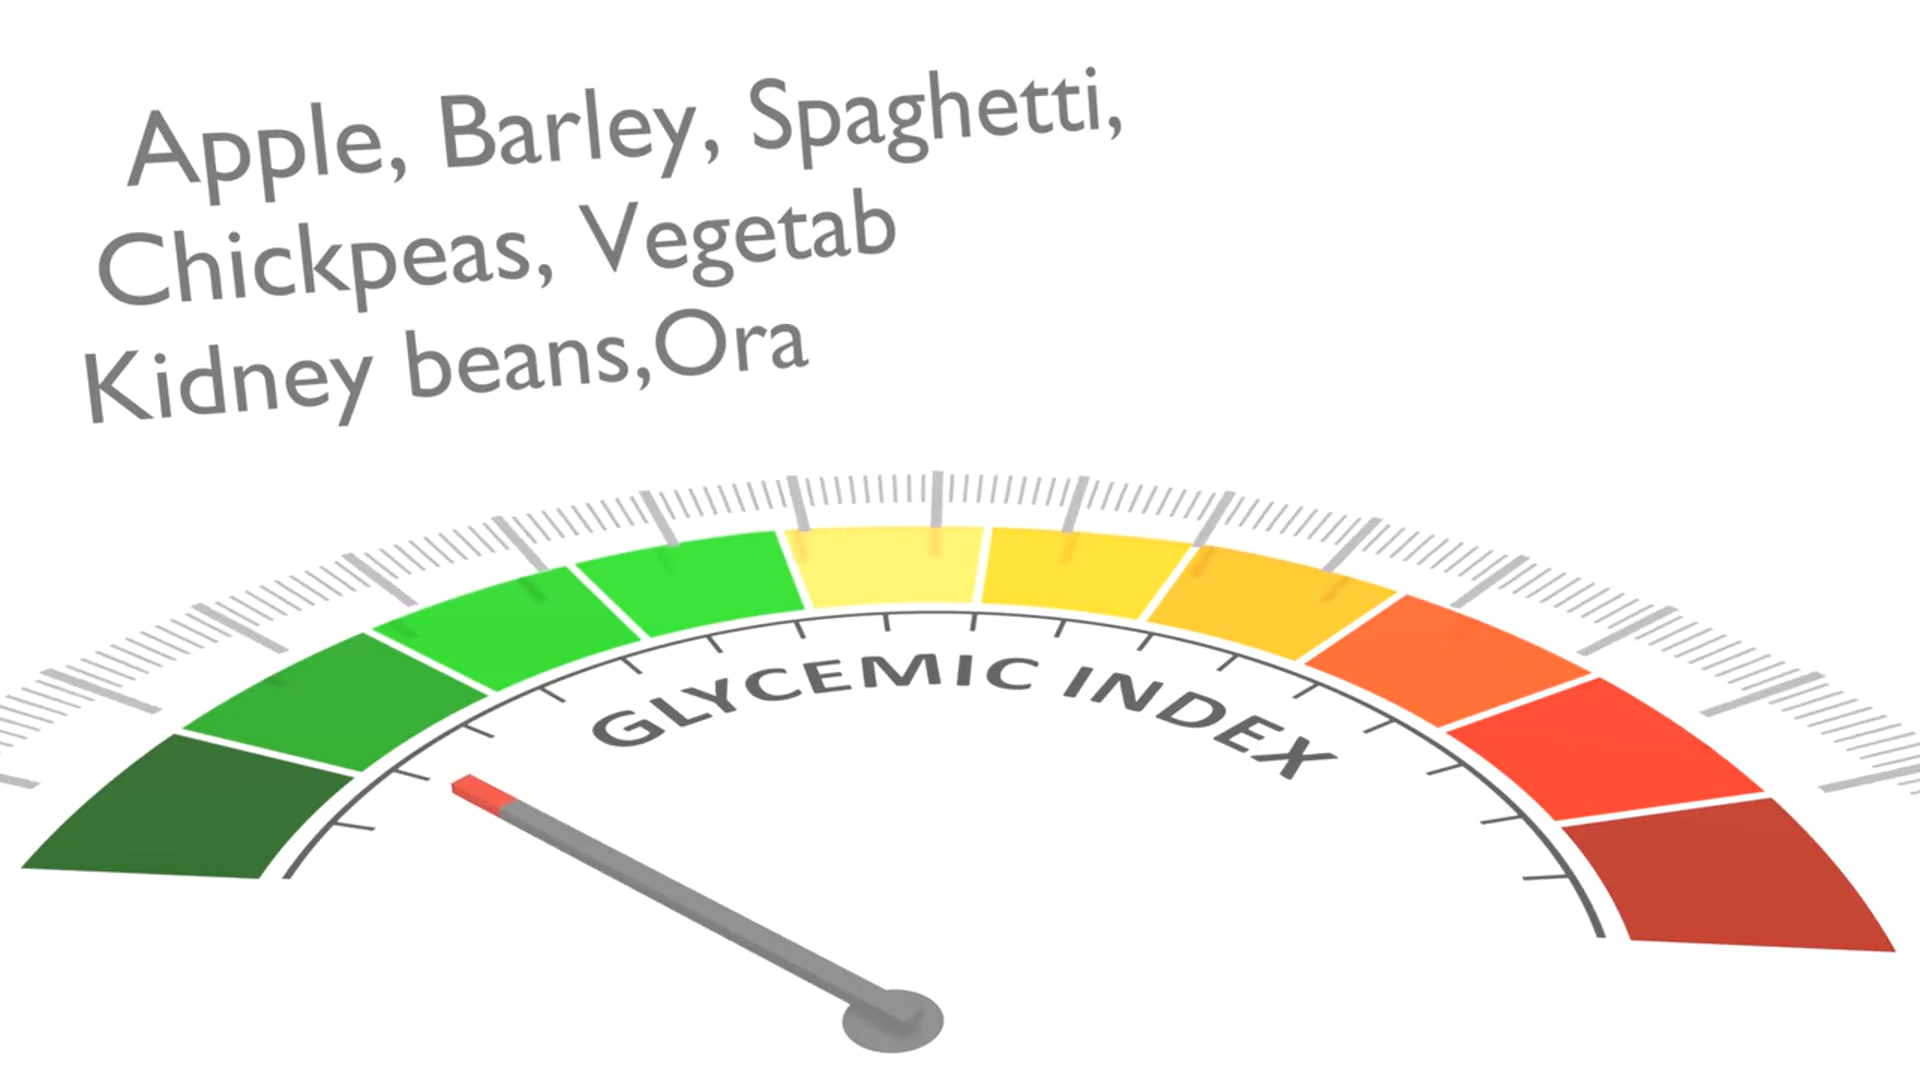 Apple, Barley, Spaghetti,
Chickpeas, Vegetab
Kidney beans,Ora
GLYCEMIC INDEX